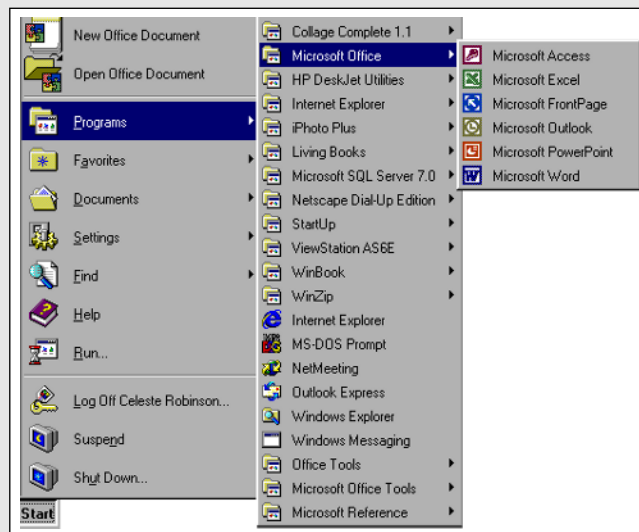 New Office Document
Open Office Document
Programs
Favorites
Documents
Settings
Find
Help
Run...
Log Off Celeste Robinson...
Suspend
Shut Down...
Start
Collage Complete 1.1
Microsoft Office
HP DeskJet Utilities
Internet Explorer
iPhoto Plus
Living Books
Microsoft SQL Server 7.0
Netscape Dial-Up Edition
StartUp
ViewStation AS6E
WinBook
WinZip
Internet Explorer
MS-DOS Prompt
NetMeeting
Outlook Express
Windows Explorer
Windows Messaging
Office Tools
Microsoft Office Tools
Microsoft Reference
Microsoft Access
Microsoft Excel
Microsoft FrontPage
Microsoft Outlook
Microsoft PowerPoint
Microsoft Word